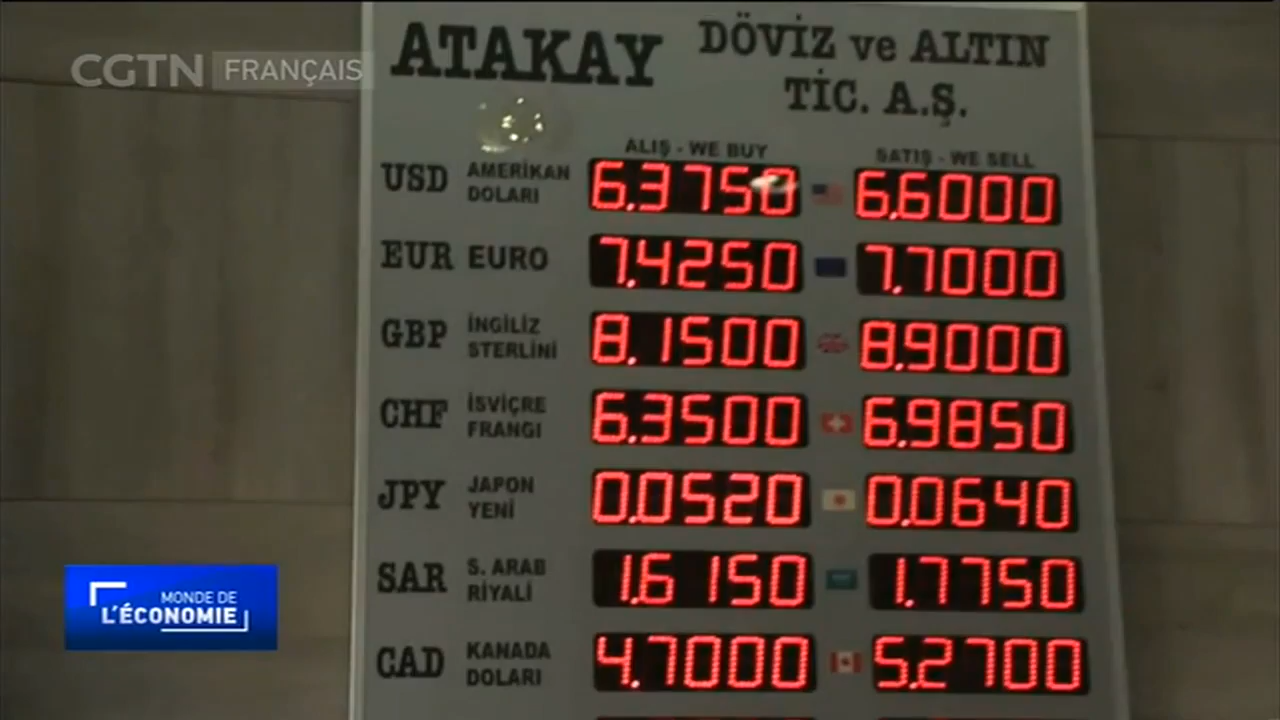 CGTN FRANÇAIS
ATAKAY
DÖVİZ ve ALTIN
TİC. A.Ş.
ALIŞ - WE BUY SATIŞ - WE SELL
USD AMERİKAN DOLARI 6.3750 6.6000
EUR EURO 7.4250 7.7000
GBP İNGİLİZ STERLİNİ 8.1500 8.9000
CHF İSVİÇRE FRANGI 6.3500 6.9850
JPY JAPON YENİ 0.0520 0.0640
SAR S. ARAB RİYALİ 1.6150 1.7750
CAD KANADA DOLARI 4.7000 5.2700
MONDE DE
L'ÉCONOMIE